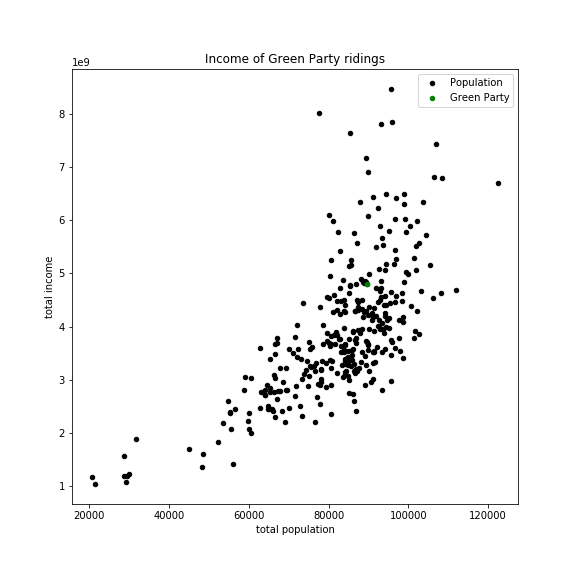 Income of Green Party ridings
1e9
Population
Green Party
8
7
6
5
4
3
2
1
total income
20000 40000 60000 80000 100000 120000
total population